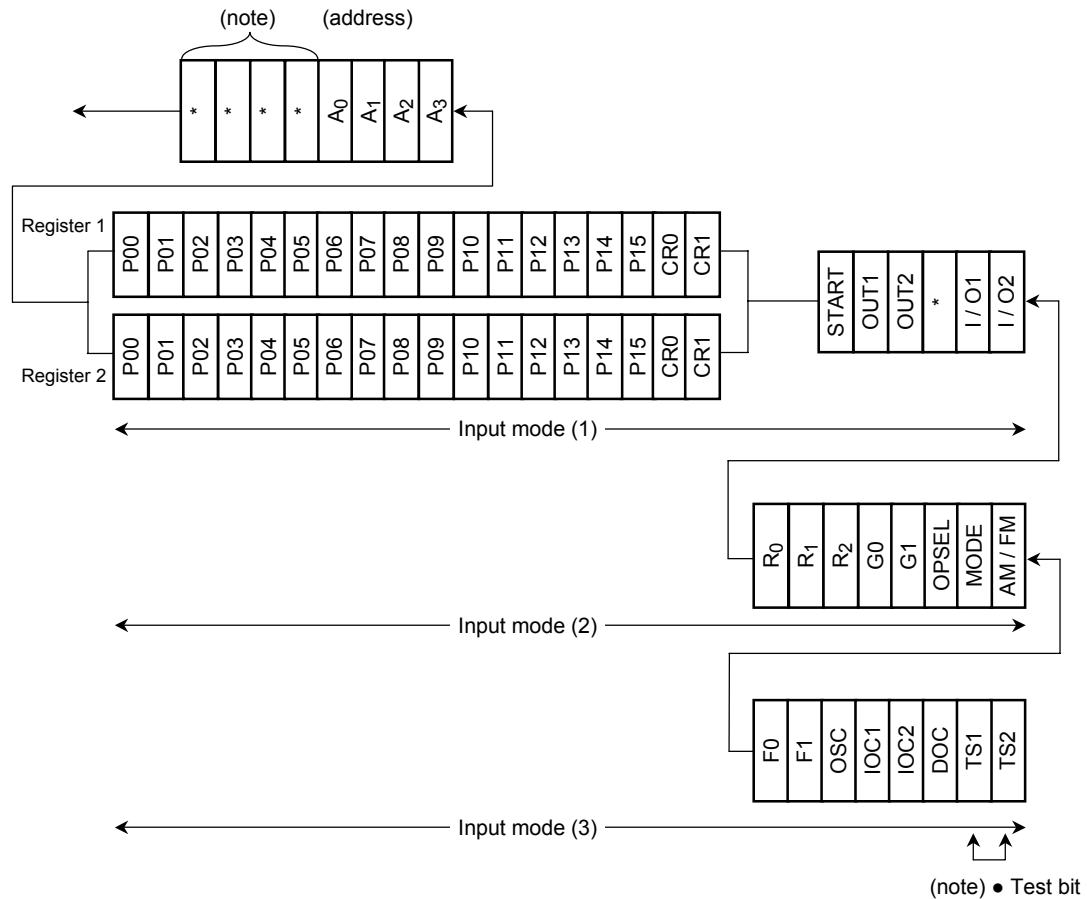 (note) (address)
* * * * A0 A1 A2 A3
Register 1
P00 P01 P02 P03 P04 P05 P06 P07 P08 P09 P10 P11 P12 P13 P14 P15 CR0 CR1
START OUT1 OUT2 * I / O1 I / O2
Register 2
P00 P01 P02 P03 P04 P05 P06 P07 P08 P09 P10 P11 P12 P13 P14 P15 CR0 CR1
Input mode (1)
R0 R1 R2 G0 G1 OPSEL MODE AM / FM
Input mode (2)
F0 F1 OSC IOC1 IOC2 DOC TS1 TS2
Input mode (3)
(note) ● Test bit